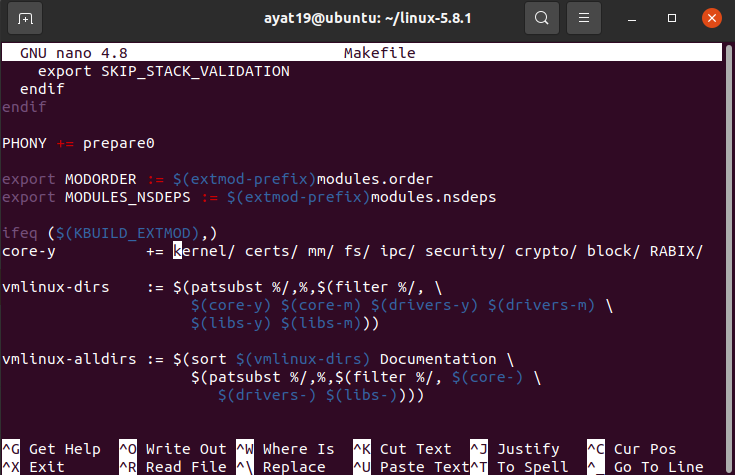 ayat19@ubuntu: ~/linux-5.8.1
GNU nano 4.8 Makefile
export SKIP_STACK_VALIDATION
endif
endif
PHONY += prepare0
export MODORDER := $(extmod-prefix)modules.order
export MODULES_NSDEPS := $(extmod-prefix)modules.nsdeps
ifeq ($(KBUILD_EXTMOD),)
core-y += kernel/ certs/ mm/ fs/ ipc/ security/ crypto/ block/ RABIX/
vmlinux-dirs := $(patsubst %/,%,$(filter %/, \
$(core-y) $(core-m) $(drivers-y) $(drivers-m) \
$(libs-y) $(libs-m)))
vmlinux-alldirs := $(sort $(vmlinux-dirs) Documentation \
$(patsubst %/,%,$(filter %/, $(core-) \
$(drivers-) $(libs-))))
^G Get Help ^O Write Out ^W Where Is ^K Cut Text ^J Justify ^C Cur Pos
^X Exit ^R Read File ^\ Replace ^U Paste Text ^T To Spell ^_ Go To Line